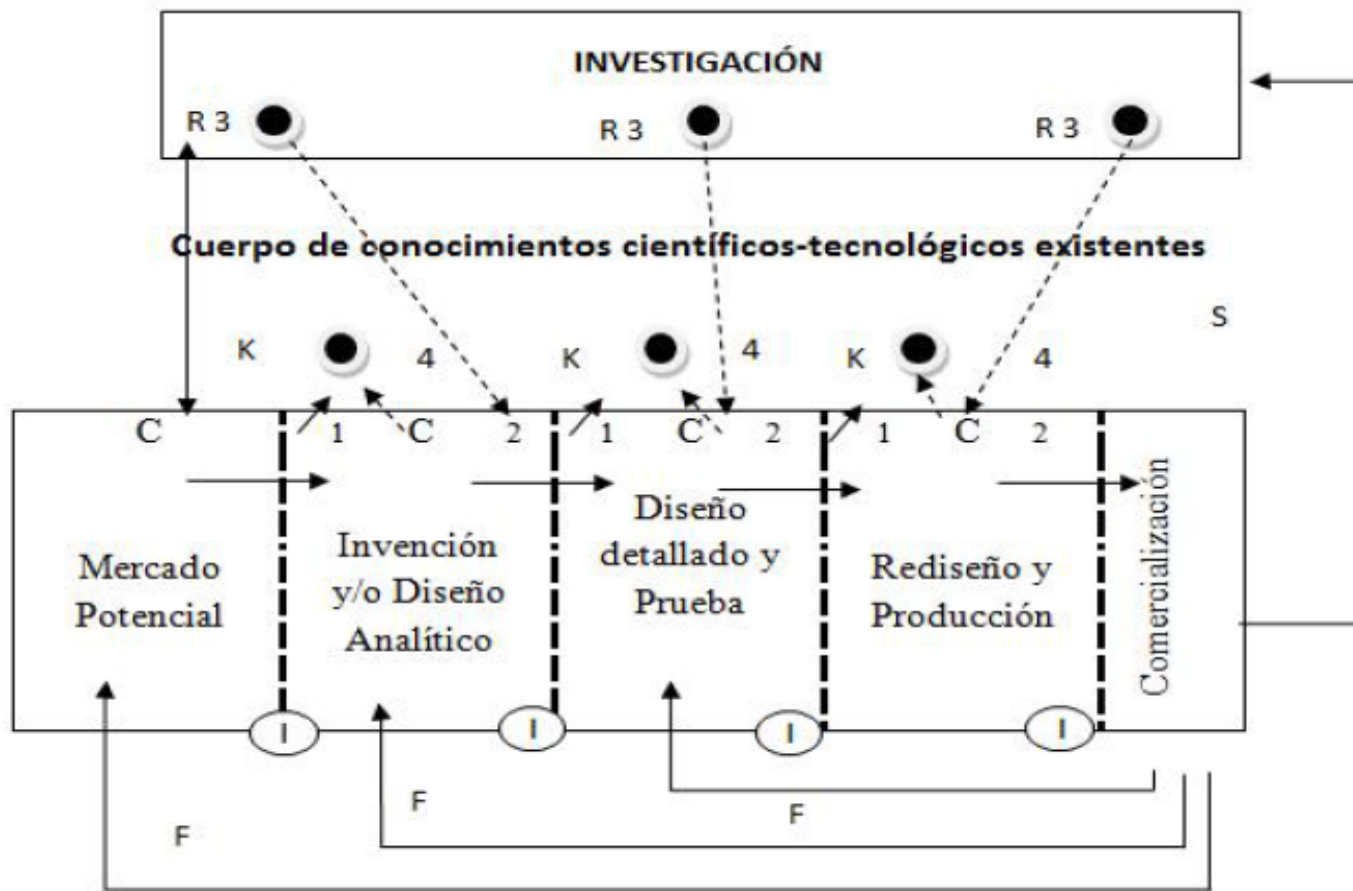 INVESTIGACIÓN
R 3
R 3
R 3
Cuerpo de conocimientos científicos-tecnológicos existentes
S
K
4
K
4
K
4
C
1
C
2
1
C
2
1
C
2
Mercado
Potencial
Invención
y/o Diseño
Analítico
Diseño
detallado y
Prueba
Rediseño y
Producción
Comercialización
I
I
I
I
F
F
F